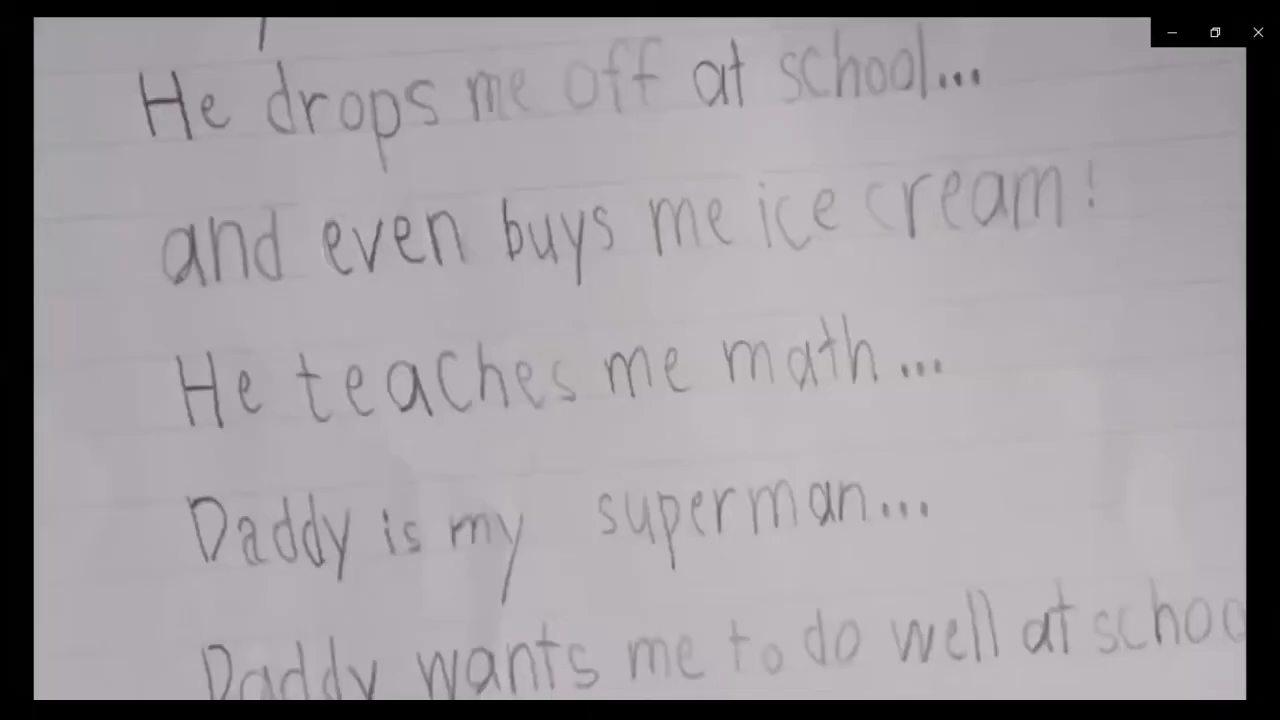 He drops me off at school...
and even buys me ice cream!
He teaches me math...
Daddy is my superman...
Daddy wants me to do well at schoo